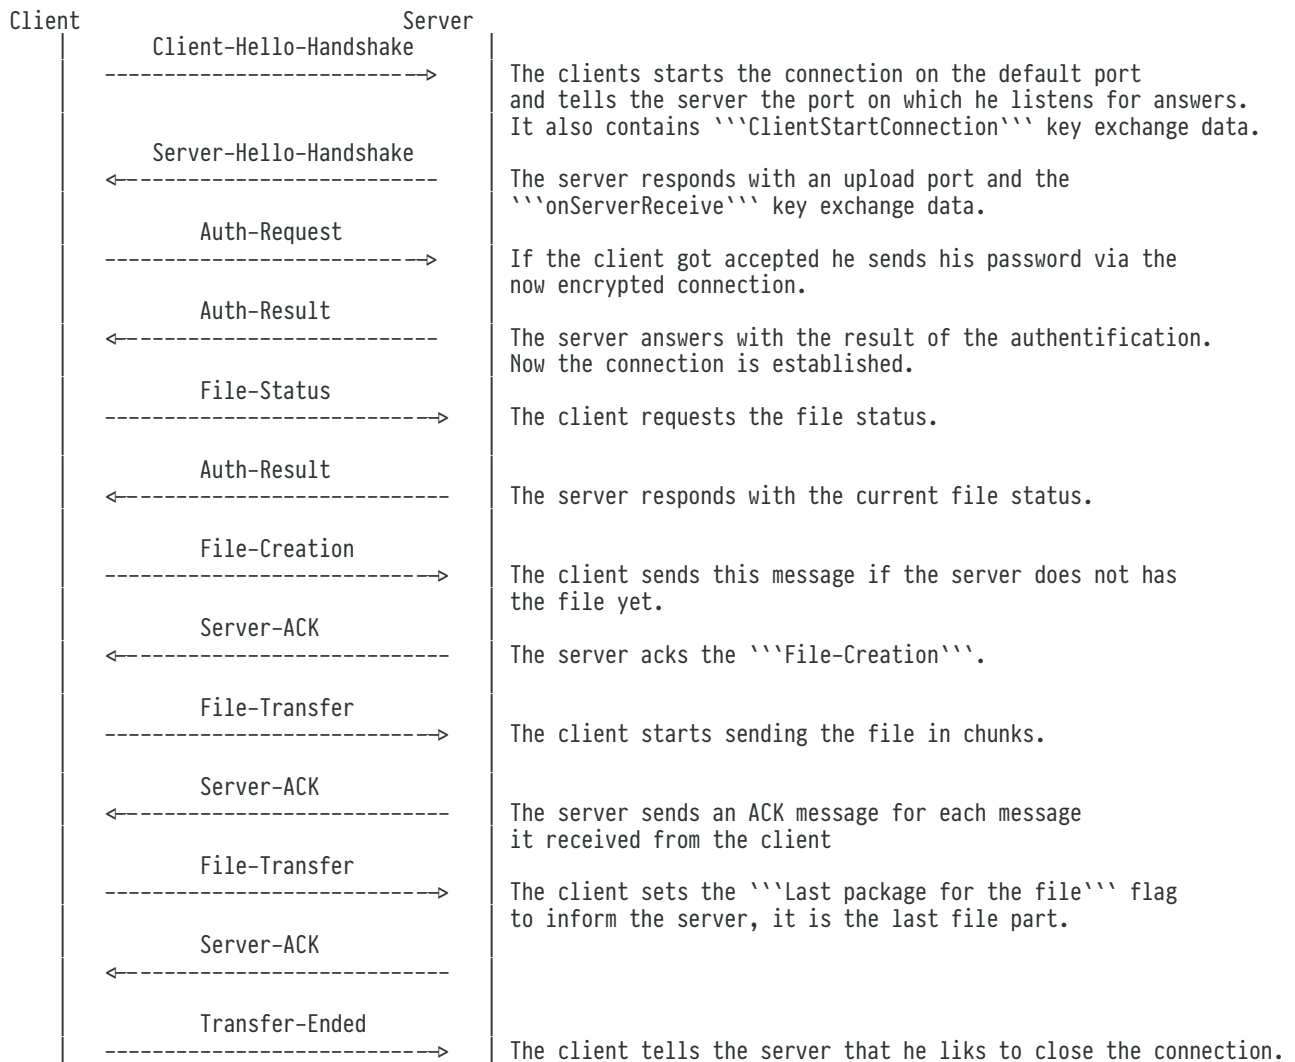 Client Server
Client-Hello-Handshake
The clients starts the connection on the default port
and tells the server the port on which he listens for answers.
It also contains ```ClientStartConnection``` key exchange data.
Server-Hello-Handshake
The server responds with an upload port and the
```onServerReceive``` key exchange data.
Auth-Request
If the client got accepted he sends his password via the
now encrypted connection.
Auth-Result
The server answers with the result of the authentification.
Now the connection is established.
File-Status
The client requests the file status.
Auth-Result
The server responds with the current file status.
File-Creation
The client sends this message if the server does not has
the file yet.
Server-ACK
The server acks the ```File-Creation```.
File-Transfer
The client starts sending the file in chunks.
Server-ACK
The server sends an ACK message for each message
it received from the client
File-Transfer
The client sets the ```Last package for the file``` flag
to inform the server, it is the last file part.
Server-ACK
Transfer-Ended
The client tells the server that he liks to close the connection.